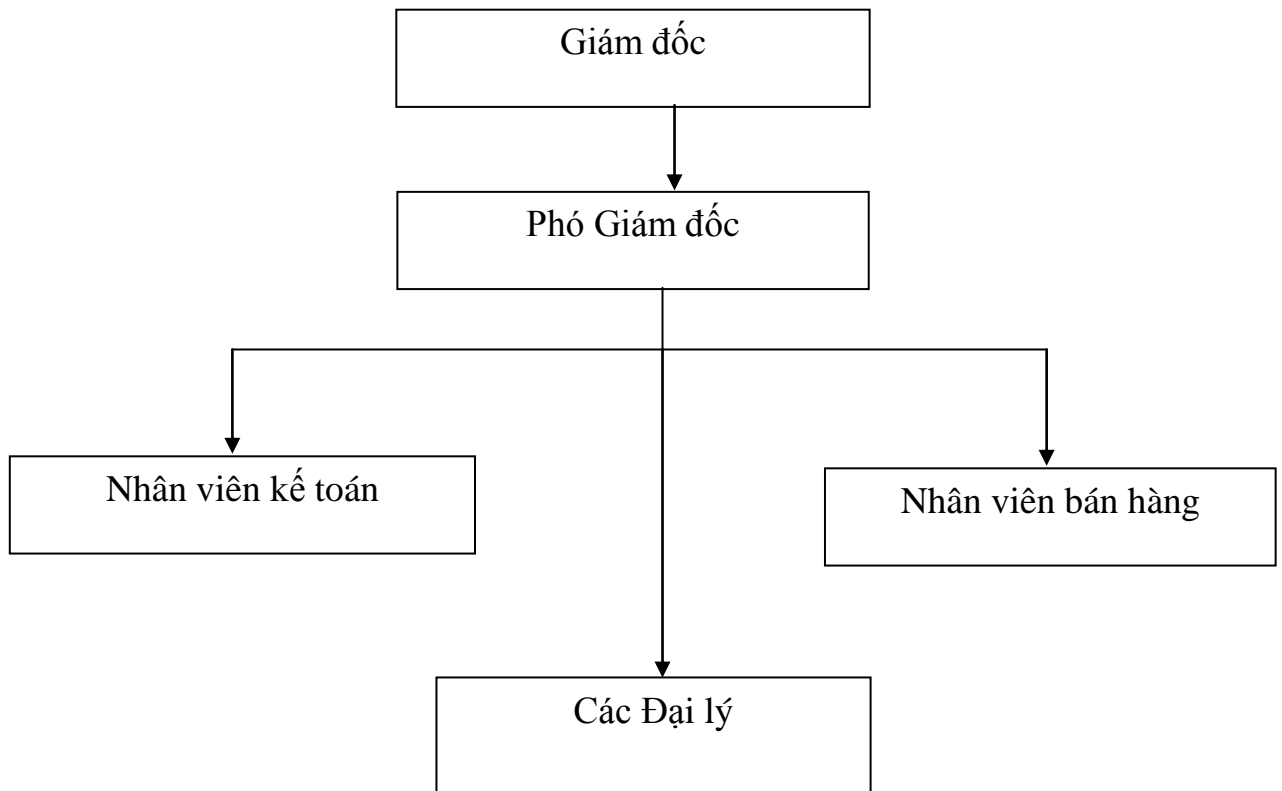 Giám đốc
Phó Giám đốc
Nhân viên kế toán
Nhân viên bán hàng
Các Đại lý